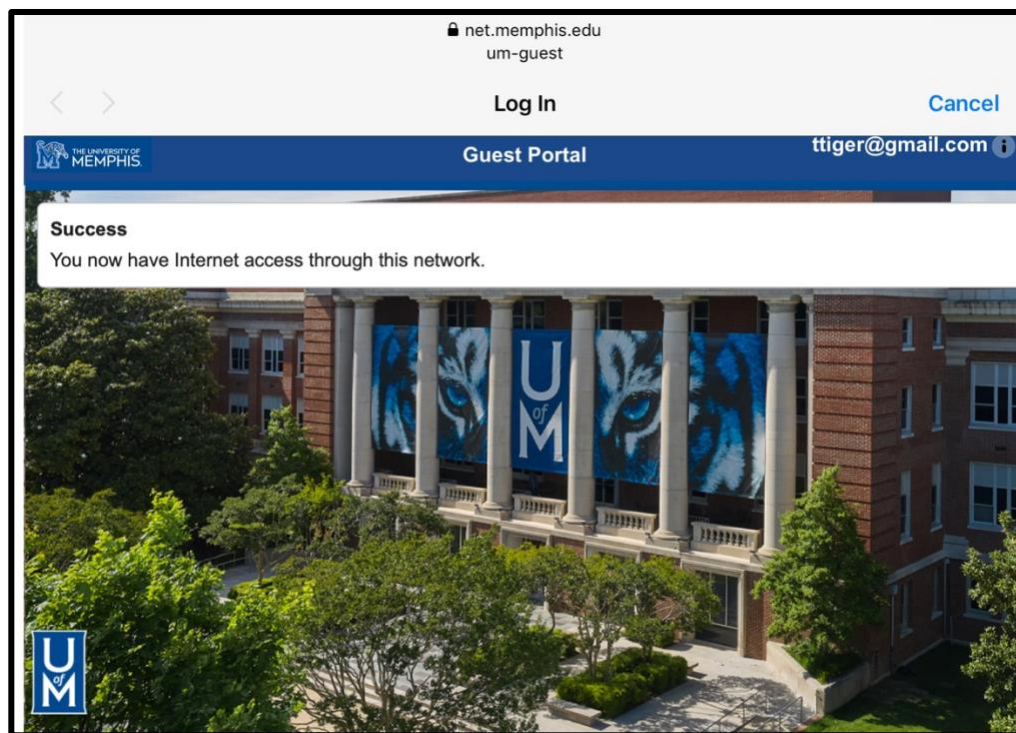 net.memphis.edu
um-guest
Log In
Cancel
THE UNIVERSITY OF
MEMPHIS.
Guest Portal
ttiger@gmail.com
Success
You now have Internet access through this network.
U
of
M
U
of
M